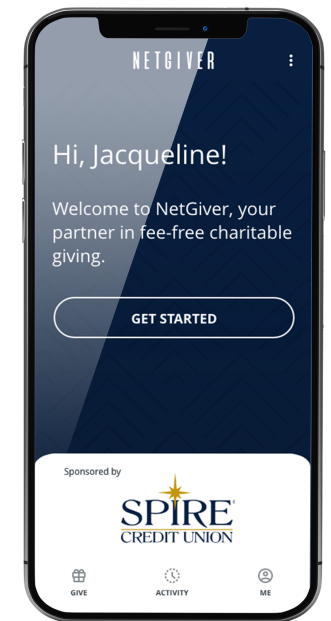 NETGIVER
Hi, Jacqueline!
Welcome to NetGiver, your
partner in fee-free charitable
giving.
GET STARTED
Sponsored by
SPIRE
CREDIT UNION
GIVE
ACTIVITY
ME